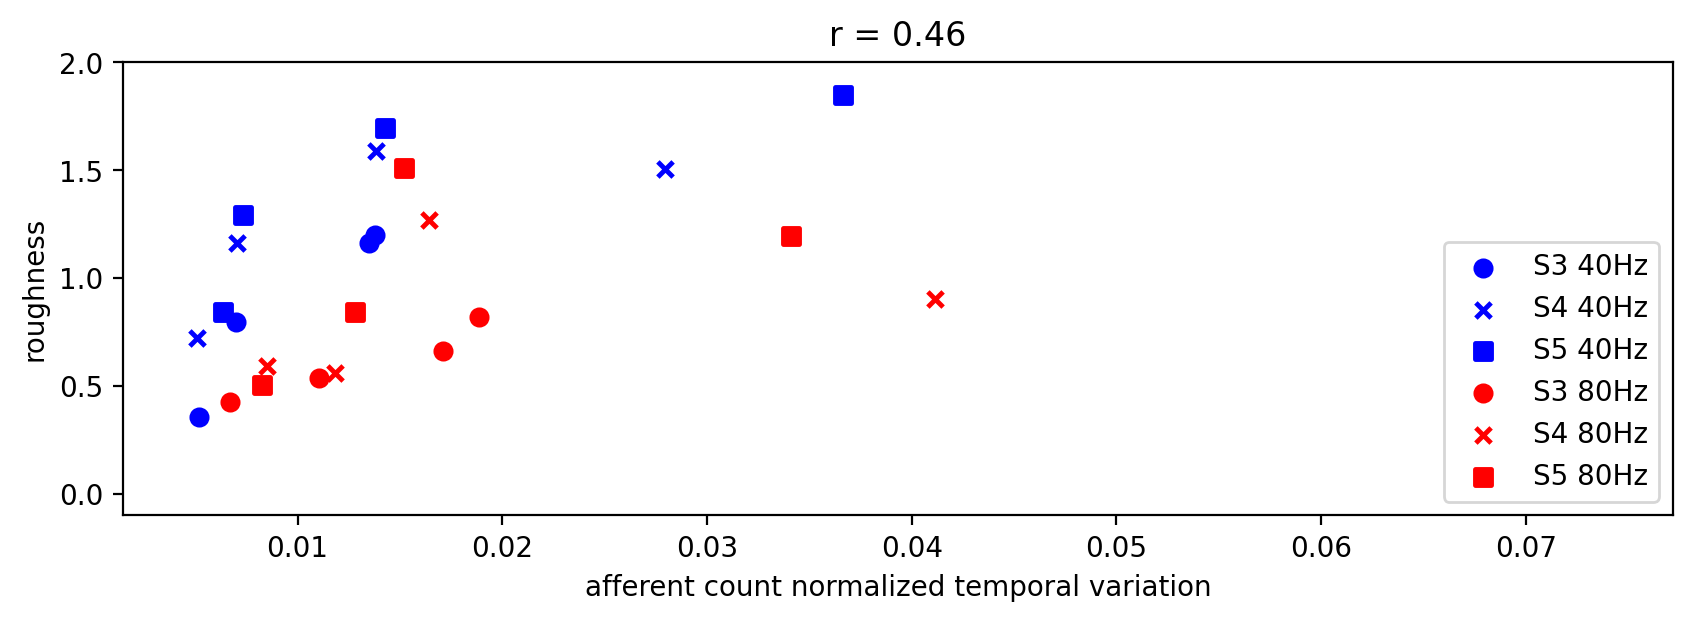 r = 0.46
2.0
1.5
1.0
0.5
0.0
roughness
0.01 0.02 0.03 0.04 0.05 0.06 0.07
afferent count normalized temporal variation
S3 40Hz
S4 40Hz
S5 40Hz
S3 80Hz
S4 80Hz
S5 80Hz